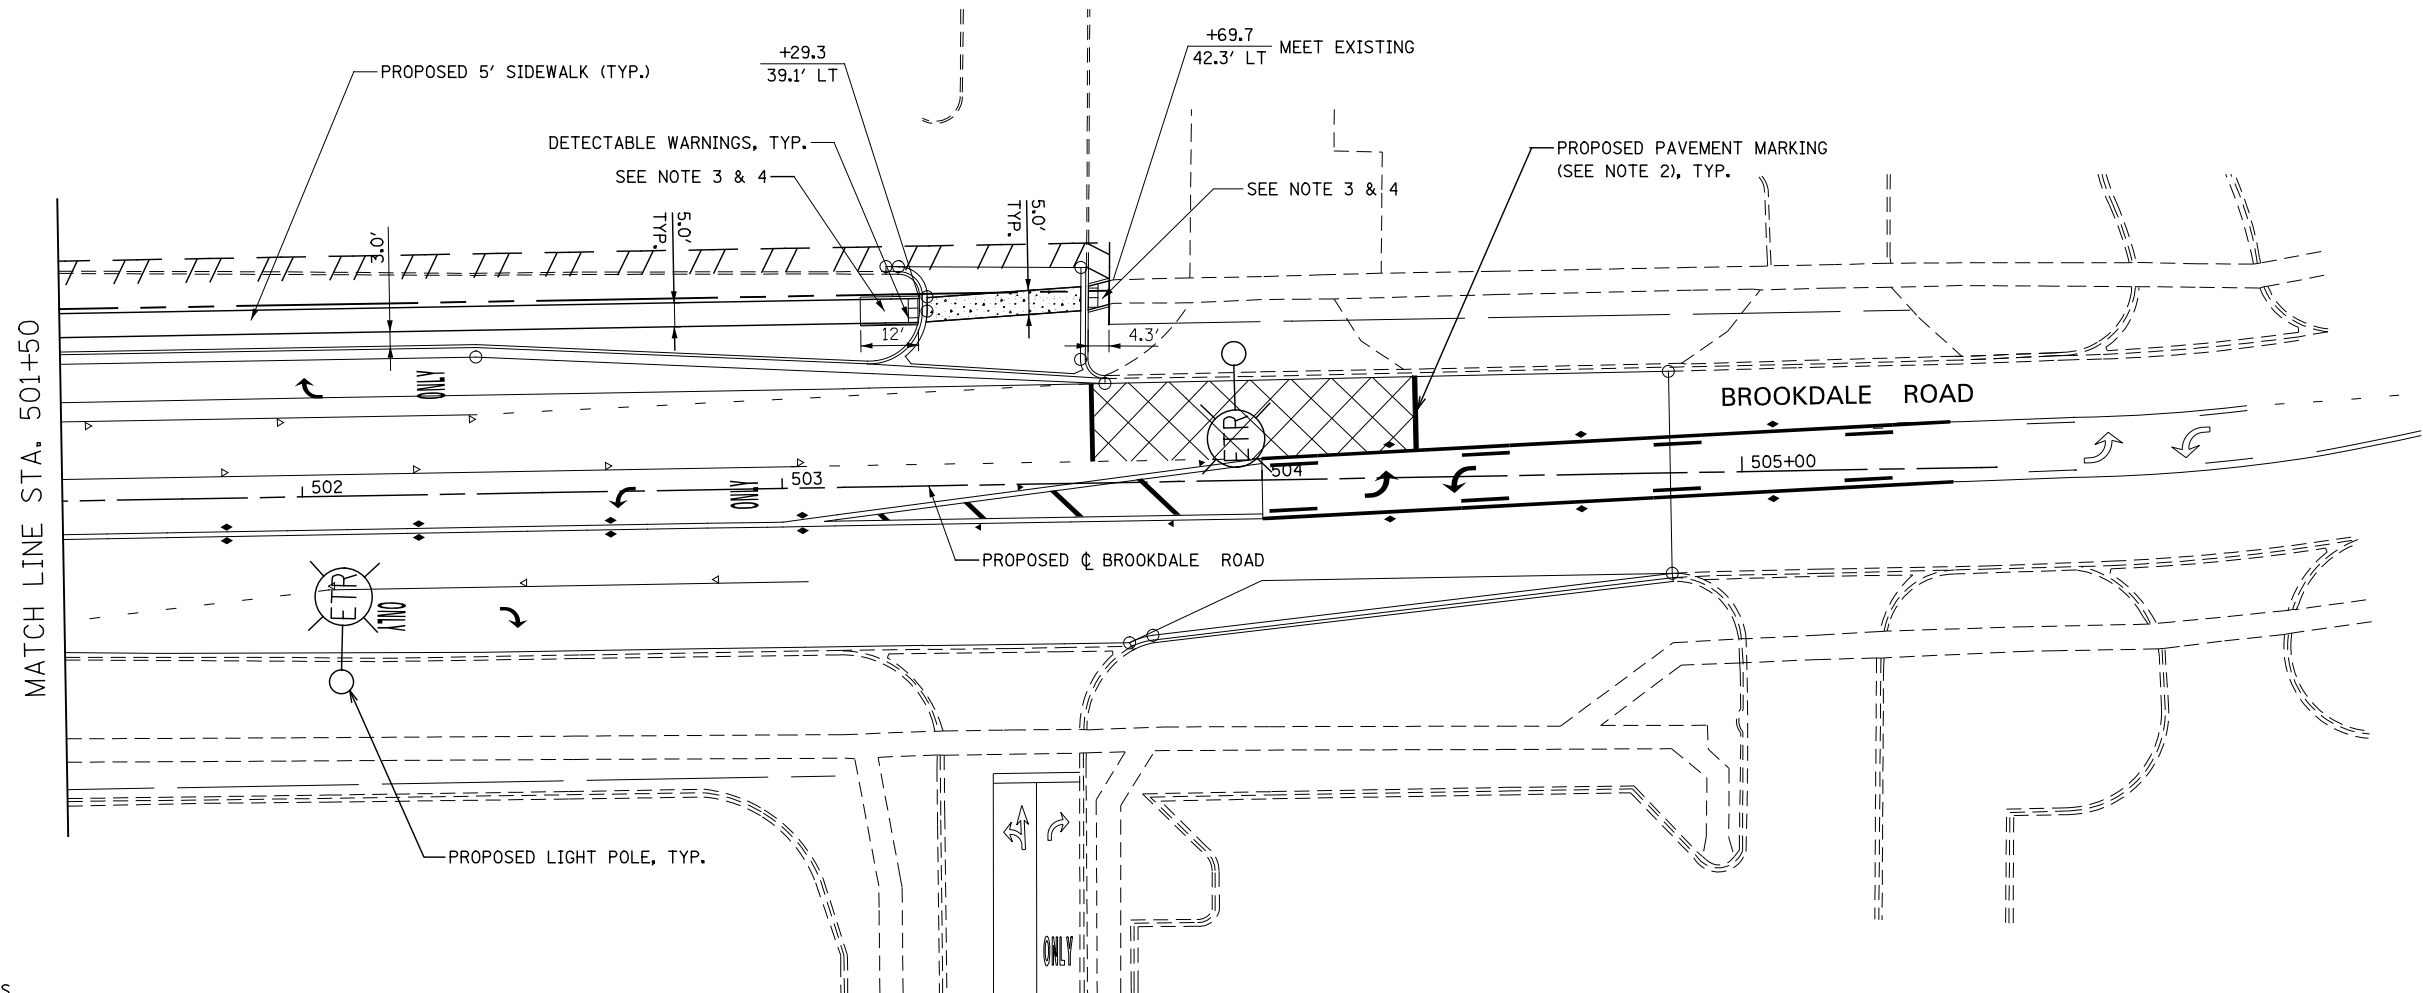 +69.7
42.3' LT MEET EXISTING
+29.3
39.1' LT
PROPOSED 5' SIDEWALK (TYP.)
DETECTABLE WARNINGS, TYP.
SEE NOTE 3 & 4
SEE NOTE 3 & 4
PROPOSED PAVEMENT MARKING
(SEE NOTE 2), TYP.
3.0'
5.0'
TYP.
5.0'
TYP.
12'
4.3'
MATCH LINE STA. 501+50
ONLY
BROOKDALE ROAD
ETR
502
503
504
505+00
ONLY
PROPOSED ℄ BROOKDALE ROAD
ETR
ONLY
PROPOSED LIGHT POLE, TYP.
ONLY
S